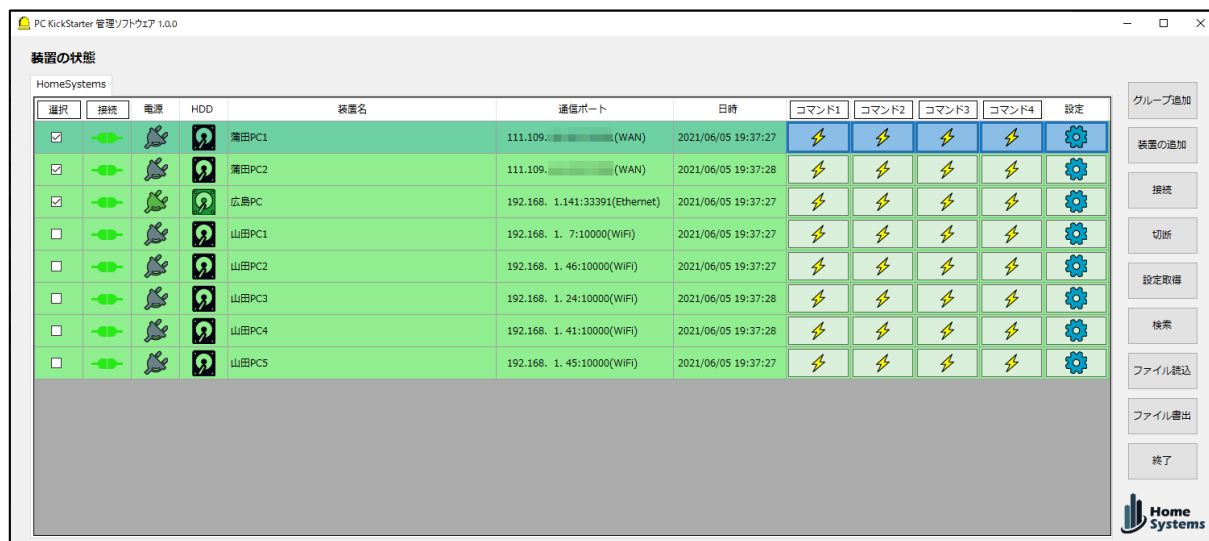 PC KickStarter 管理ソフトウェア 1.0.0
装置の状態
HomeSystems
選択 接続 電源 HDD 装置名 通信ポート 日時 コマンド1 コマンド2 コマンド3 コマンド4 設定
蒲田PC1 111.109. (WAN) 2021/06/05 19:37:27
蒲田PC2 111.109. (WAN) 2021/06/05 19:37:28
広島PC 192.168. 1.141:33391(Ethernet) 2021/06/05 19:37:27
山田PC1 192.168. 1. 7:10000(WiFi) 2021/06/05 19:37:27
山田PC2 192.168. 1. 46:10000(WiFi) 2021/06/05 19:37:27
山田PC3 192.168. 1. 24:10000(WiFi) 2021/06/05 19:37:28
山田PC4 192.168. 1. 41:10000(WiFi) 2021/06/05 19:37:28
山田PC5 192.168. 1. 45:10000(WiFi) 2021/06/05 19:37:27
グループ追加
装置の追加
接続
切断
設定取得
検索
ファイル読込
ファイル書出
終了
Home
Systems